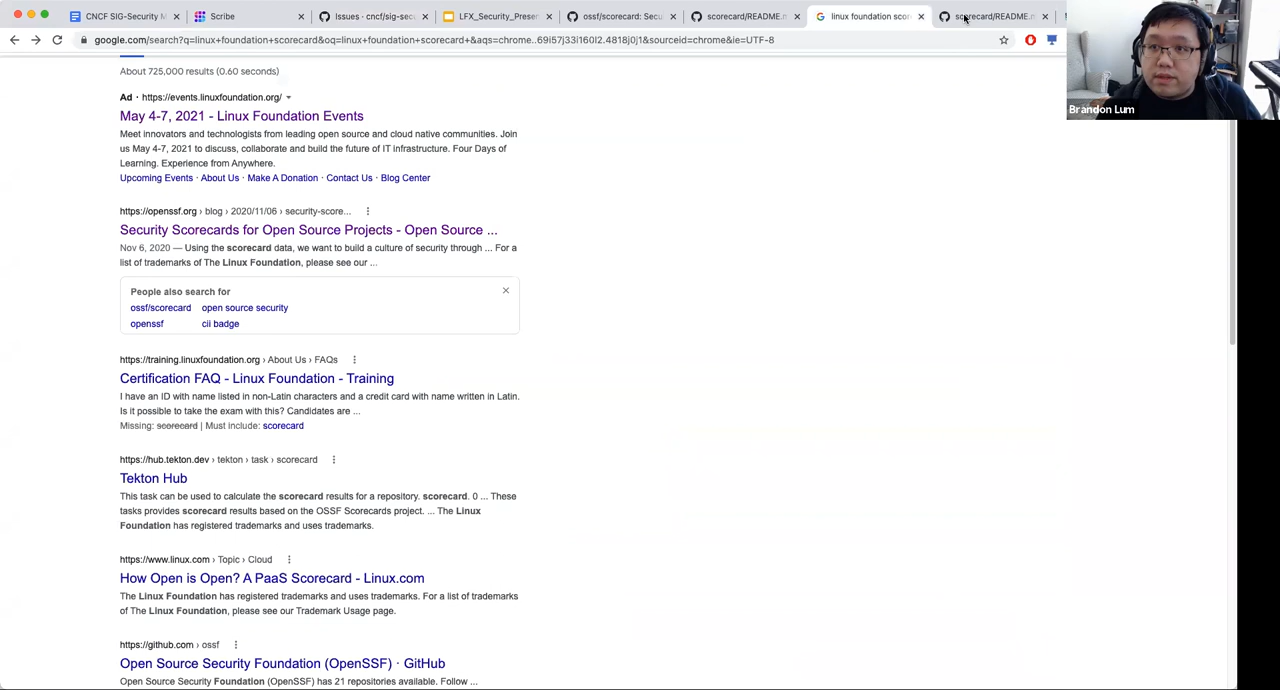 CNCF SIG-Security M
Scribe
Issues · cncf/sig-sec
LFX_Security_Presen
ossf/scorecard: Secu
scorecard/README.m
linux foundation scor
scorecard/README.m
google.com/search?q=linux+foundation+scorecard&oq=linux+foundation+scorecard+&aqs=chrome..69i57j33i160l2.4818j0j1&sourceid=chrome&ie=UTF-8
Brandon Lum
About 725,000 results (0.60 seconds)
Ad · https://events.linuxfoundation.org/
May 4-7, 2021 - Linux Foundation Events
Meet innovators and technologists from leading open source and cloud native communities. Join
us May 4-7, 2021 to discuss, collaborate and build the future of IT infrastructure. Four Days of
Learning. Experience from Anywhere.
Upcoming Events · About Us · Make A Donation · Contact Us · Blog Center
https://openssf.org › blog › 2020/11/06 › security-score...
Security Scorecards for Open Source Projects - Open Source ...
Nov 6, 2020 — Using the scorecard data, we want to build a culture of security through ... For a
list of trademarks of The Linux Foundation, please see our ...
People also search for
ossf/scorecard open source security
openssf cii badge
https://training.linuxfoundation.org › About Us › FAQs
Certification FAQ - Linux Foundation - Training
I have an ID with name listed in non-Latin characters and a credit card with name written in Latin.
Is it possible to take the exam with this? Candidates are ...
Missing: scorecard | Must include: scorecard
https://hub.tekton.dev › tekton › task › scorecard
Tekton Hub
This task can be used to calculate the scorecard results for a repository. scorecard. 0 ... These
tasks provides scorecard results based on the OSSF Scorecards project. ... The Linux
Foundation has registered trademarks and uses trademarks.
https://www.linux.com › Topic › Cloud
How Open is Open? A PaaS Scorecard - Linux.com
The Linux Foundation has registered trademarks and uses trademarks. For a list of trademarks
of The Linux Foundation, please see our Trademark Usage page.
https://github.com › ossf
Open Source Security Foundation (OpenSSF) · GitHub
Open Source Security Foundation (OpenSSF) has 21 repositories available. Follow ...